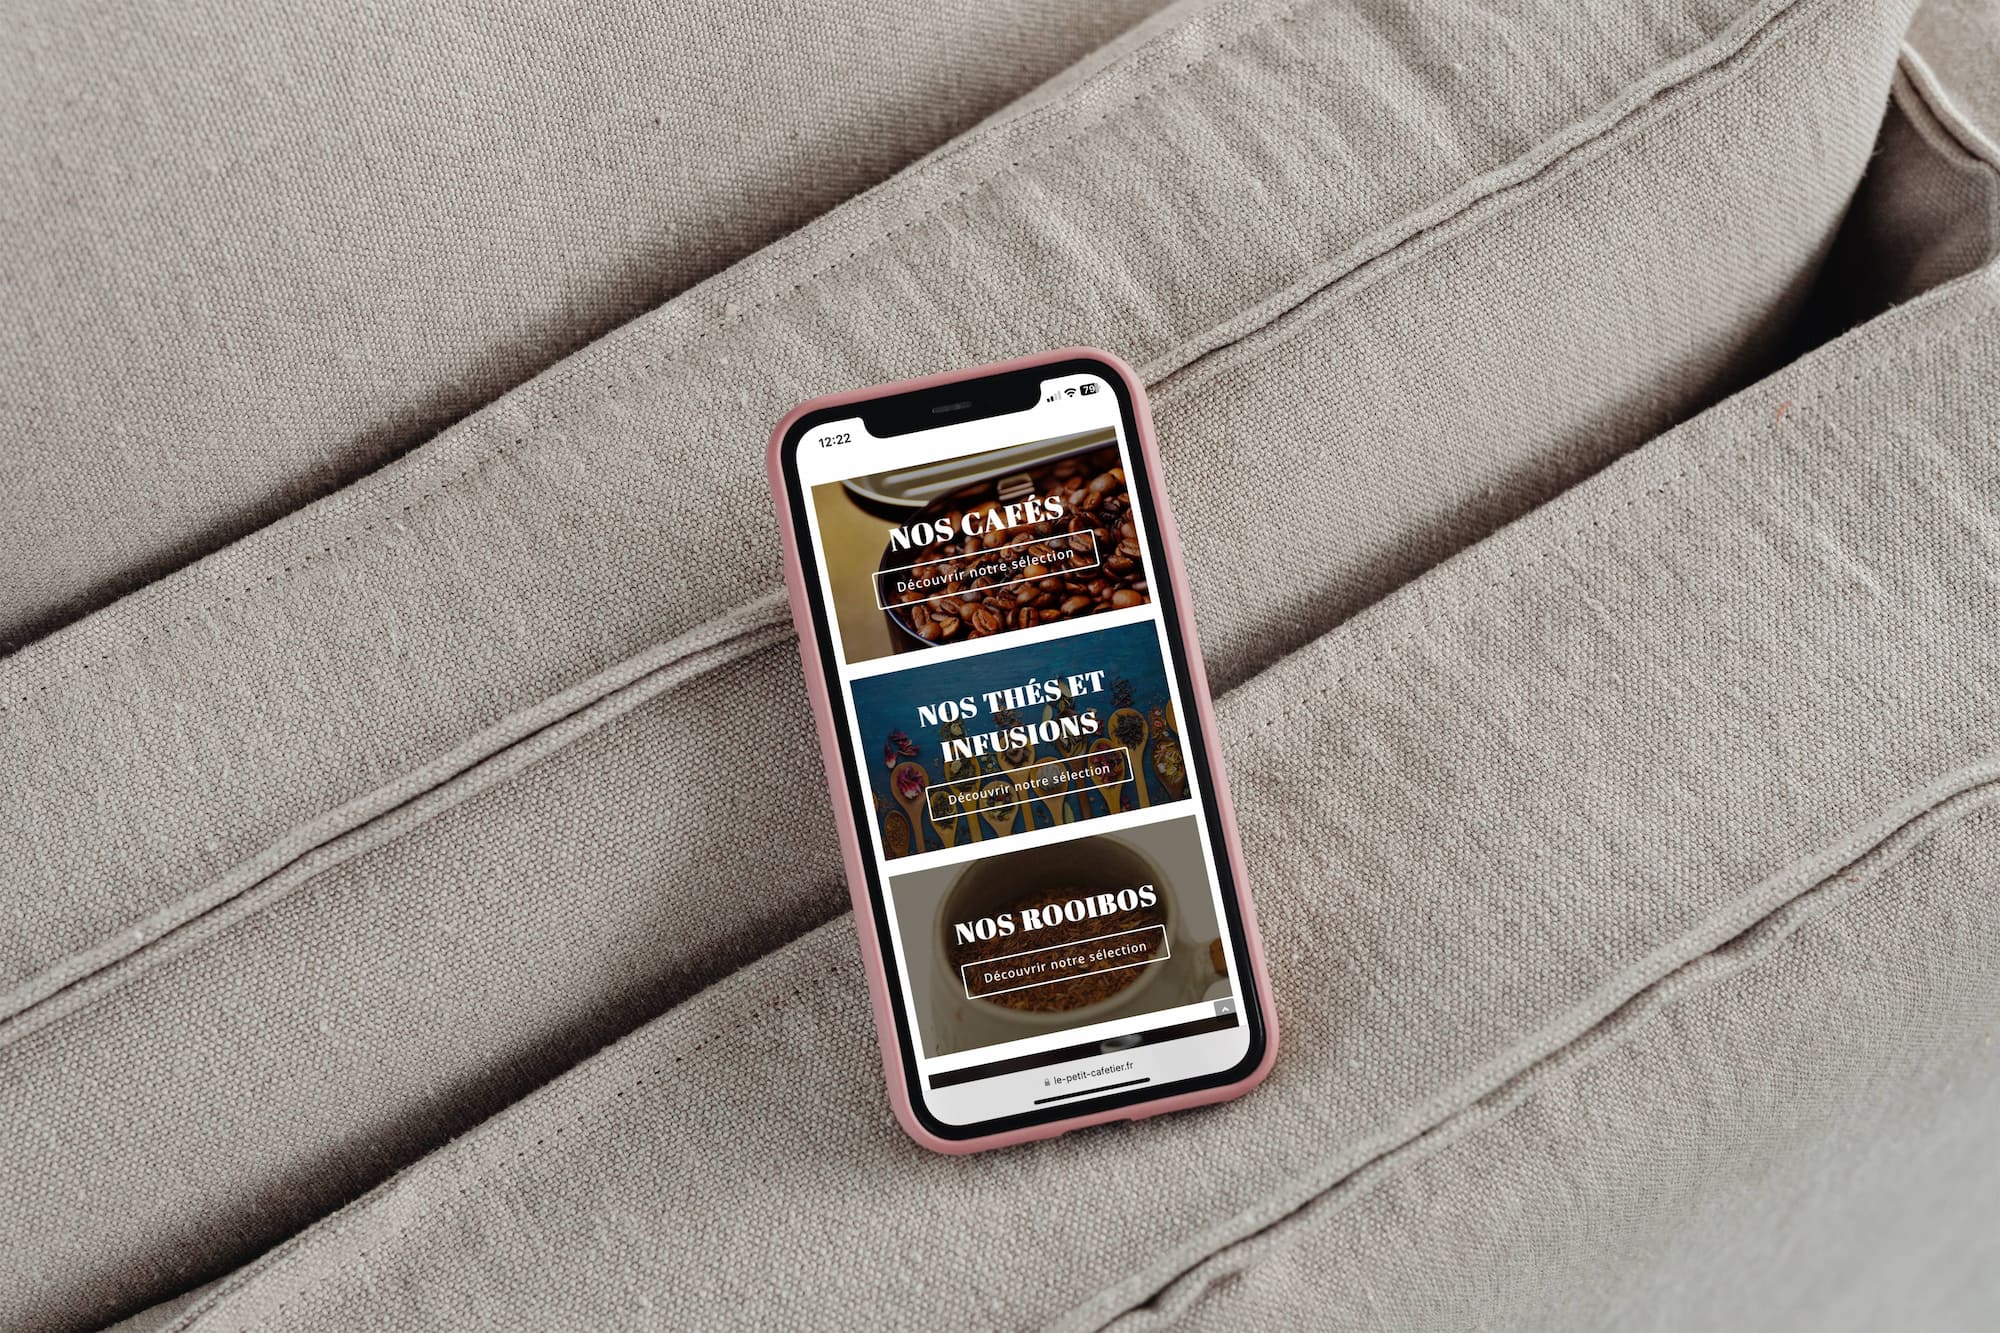 12:22
79
NOS CAFÉS
Découvrir notre sélection
NOS THÉS ET
INFUSIONS
Découvrir notre sélection
NOS ROOIBOS
Découvrir notre sélection
le-petit-cafetier.fr